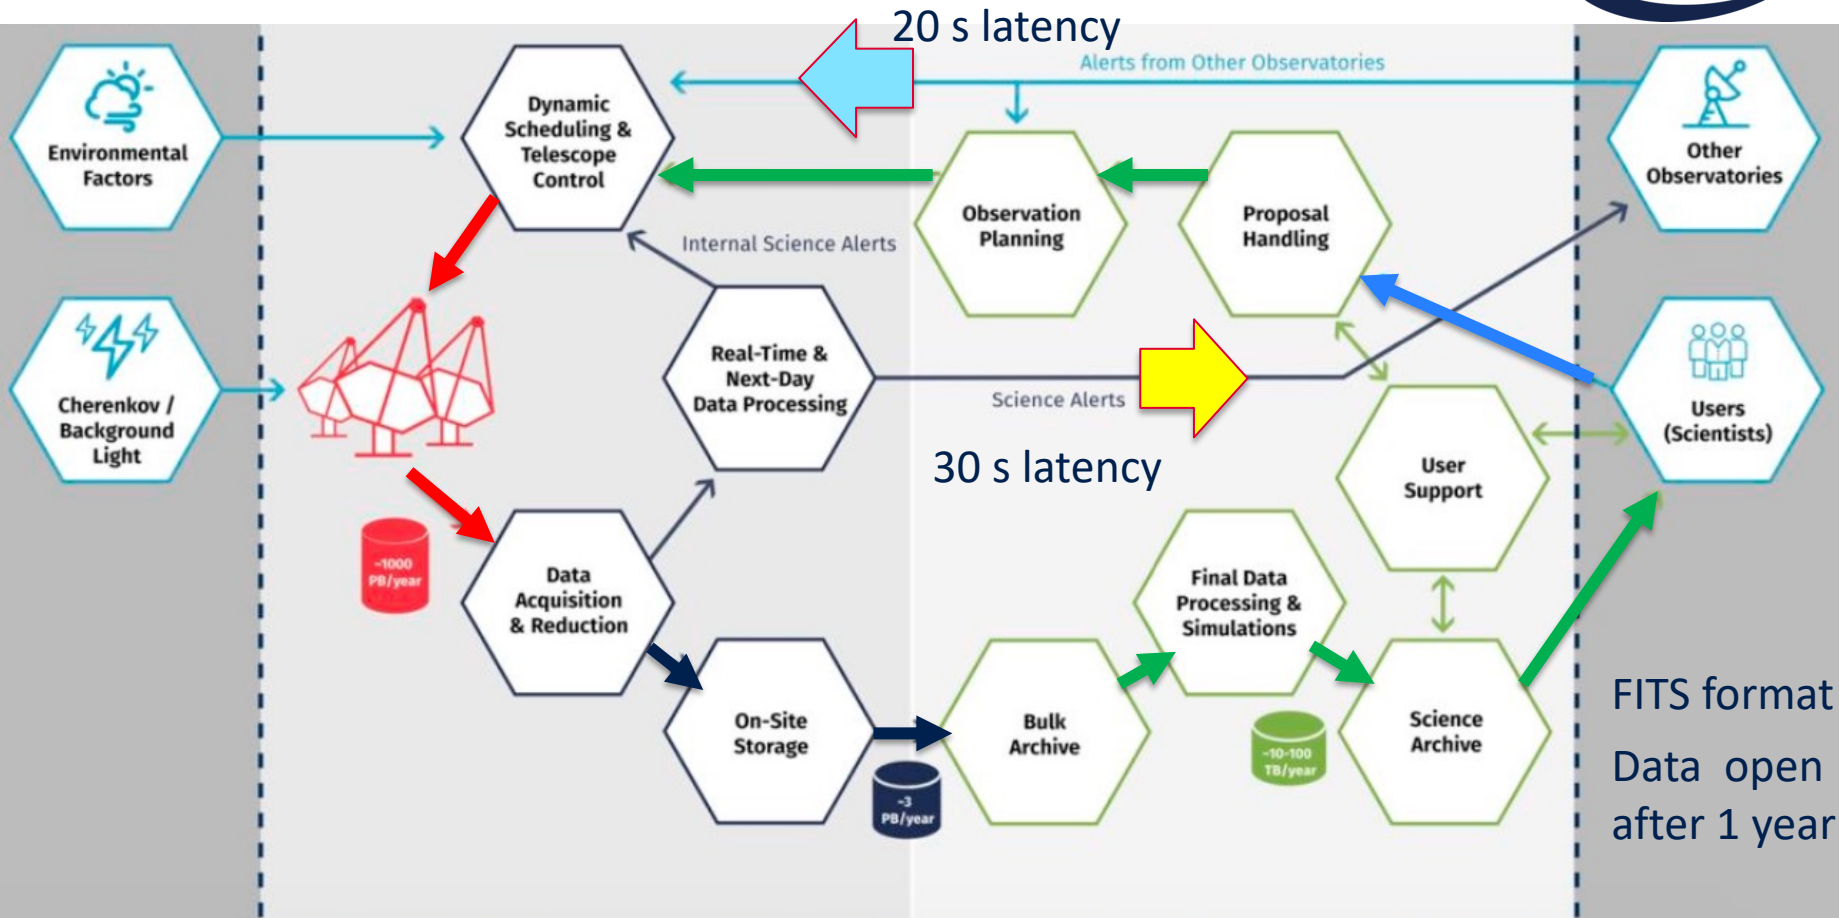 20 s latency
Alerts from Other Observatories
Environmental
Factors
Dynamic
Scheduling &
Telescope
Control
Other
Observatories
Observation
Planning
Proposal
Handling
Internal Science Alerts
Cherenkov /
Background
Light
Real-Time &
Next-Day
Data Processing
Science Alerts
Users
(Scientists)
30 s latency
User
Support
~1000
PB/year
Data
Acquisition
& Reduction
Final Data
Processing &
Simulations
On-Site
Storage
~3
PB/year
Bulk
Archive
~10-100
TB/year
Science
Archive
FITS format
Data open
after 1 year